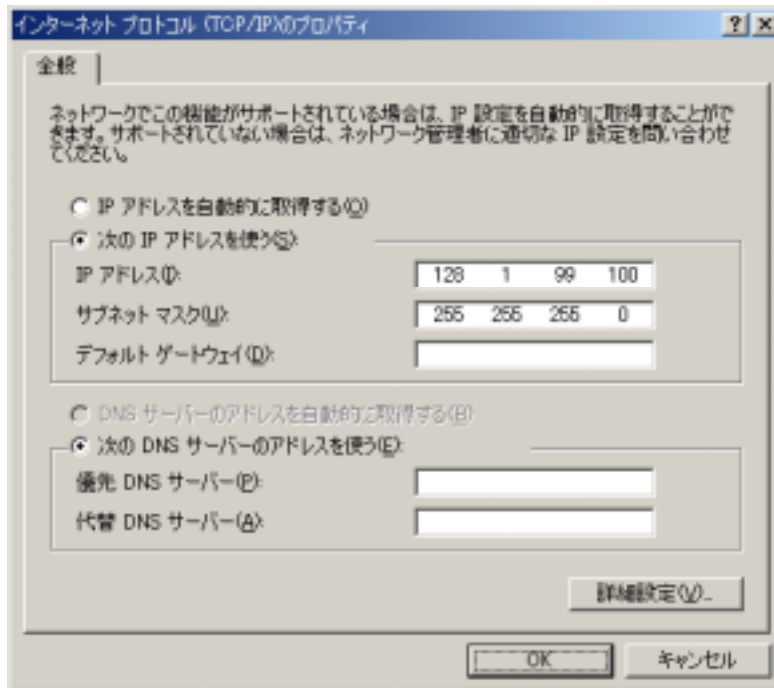 インターネット プロトコル (TCP/IP)のプロパティ
全般
ネットワークでこの機能がサポートされている場合は、IP 設定を自動的に取得することがで
きます。サポートされていない場合は、ネットワーク管理者に適切な IP 設定を問い合わせ
てください。
IP アドレスを自動的に取得する(O)
次の IP アドレスを使う(S):
IP アドレス(I): 128 1 99 100
サブネット マスク(U): 255 255 255 0
デフォルト ゲートウェイ(D):
DNS サーバーのアドレスを自動的に取得する(B)
次の DNS サーバーのアドレスを使う(E):
優先 DNS サーバー(P):
代替 DNS サーバー(A):
詳細設定(V)...
OK キャンセル